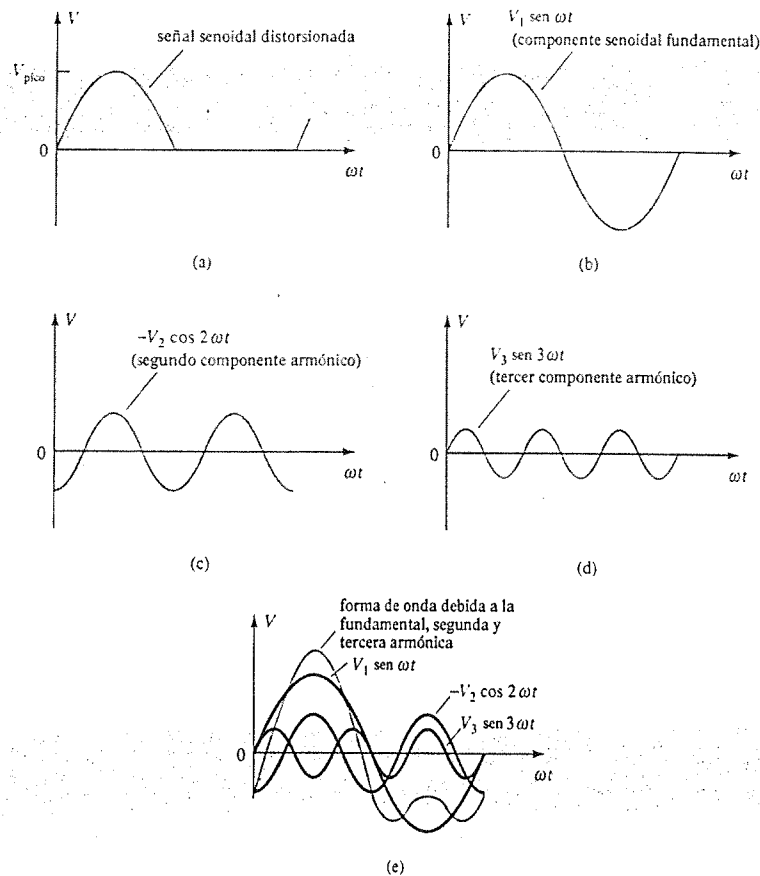 V
señal senoidal distorsionada
V pico
0
ωt
(a)
V
V₁ sen ωt
(componente senoidal fundamental)
0
ωt
(b)
V
−V₂ cos 2ωt
(segundo componente armónico)
0
ωt
(c)
V
V₃ sen 3ωt
(tercer componente armónico)
0
ωt
(d)
forma de onda debida a la
fundamental, segunda y
tercera armónica
V
V₁ sen ωt
−V₂ cos 2ωt
V₃ sen 3ωt
0
ωt
(e)